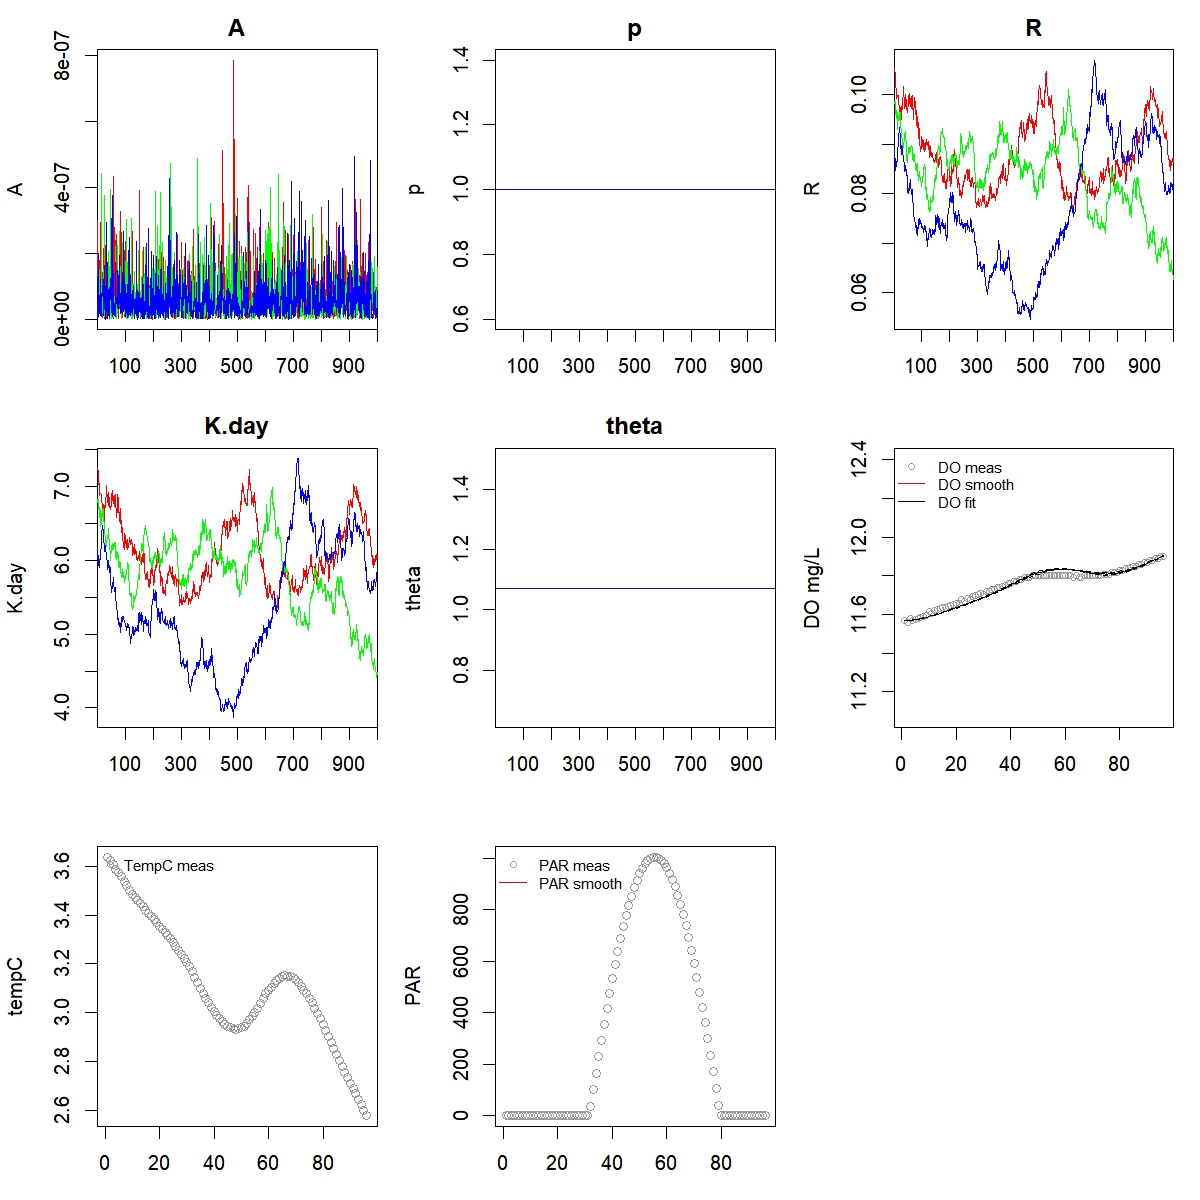 A
A
8e-07
4e-07
0e+00
100 300 500 700 900
p
p
1.4
1.2
1.0
0.8
0.6
100 300 500 700 900
R
R
0.10
0.08
0.06
100 300 500 700 900
K.day
K.day
7.0
6.0
5.0
4.0
100 300 500 700 900
theta
theta
1.4
1.2
1.0
0.8
100 300 500 700 900
DO mg/L
12.4
12.0
11.6
11.2
DO meas
DO smooth
DO fit
0 20 40 60 80
tempC
3.6
3.4
3.2
3.0
2.8
2.6
TempC meas
0 20 40 60 80
PAR
800
600
400
200
0
PAR meas
PAR smooth
0 20 40 60 80